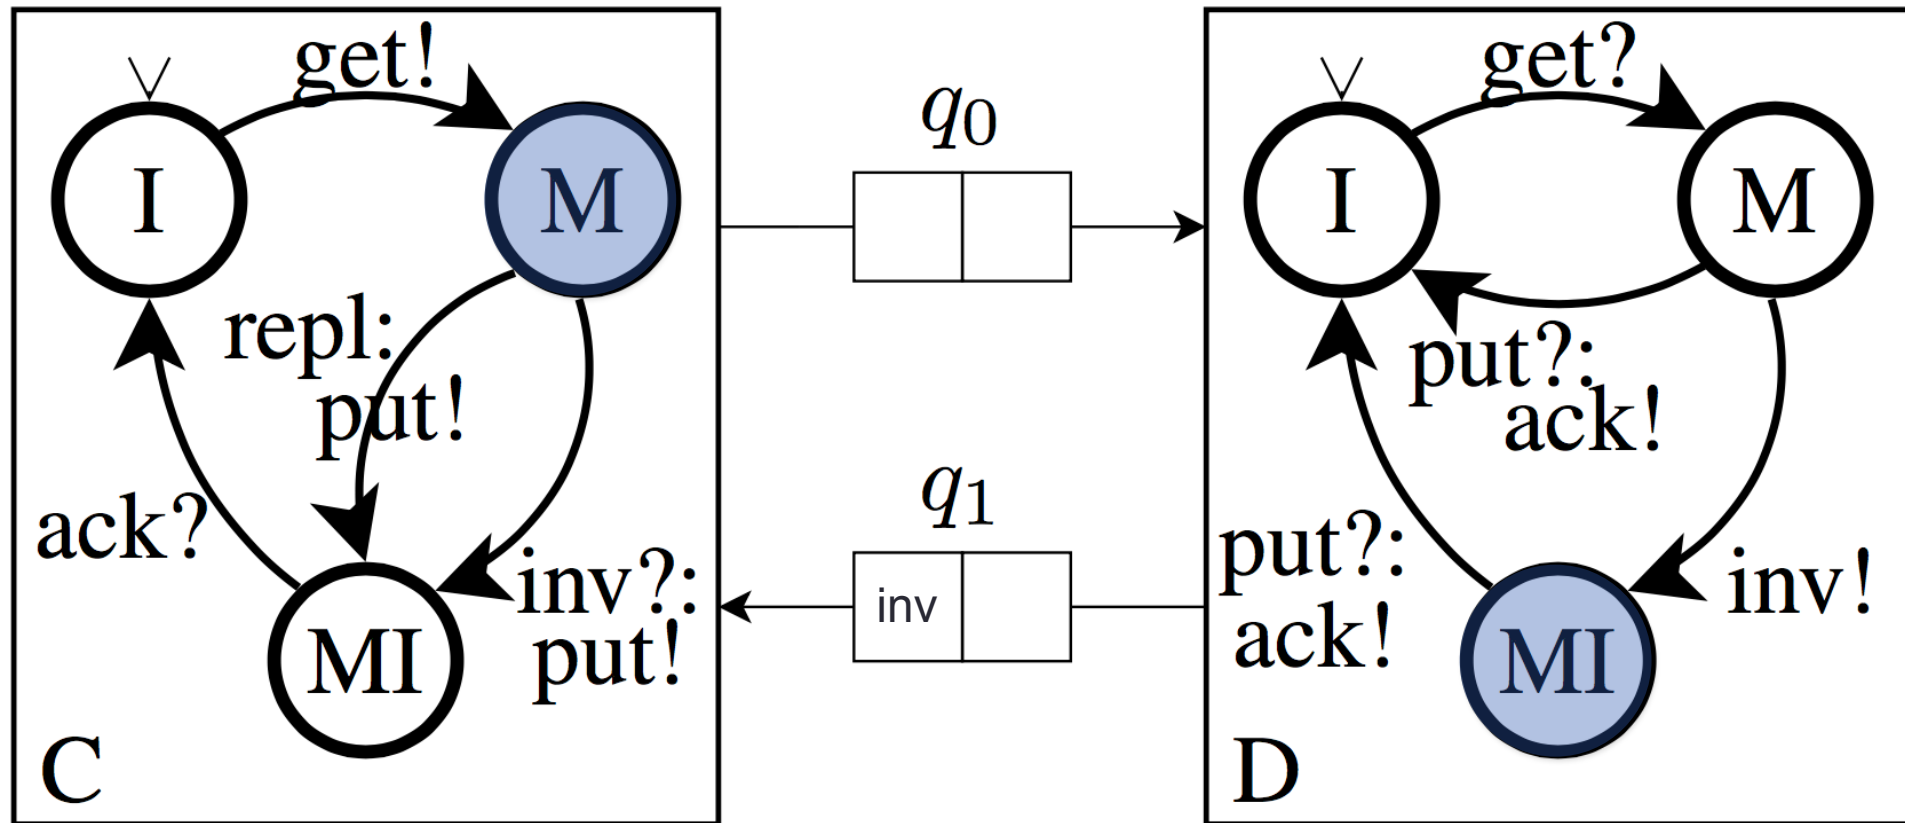 get!
I
M
repl:
put!
ack?
inv?:
put!
MI
C
q0
q1
inv
get?
I
M
put?:
ack!
put?:
ack!
inv!
MI
D